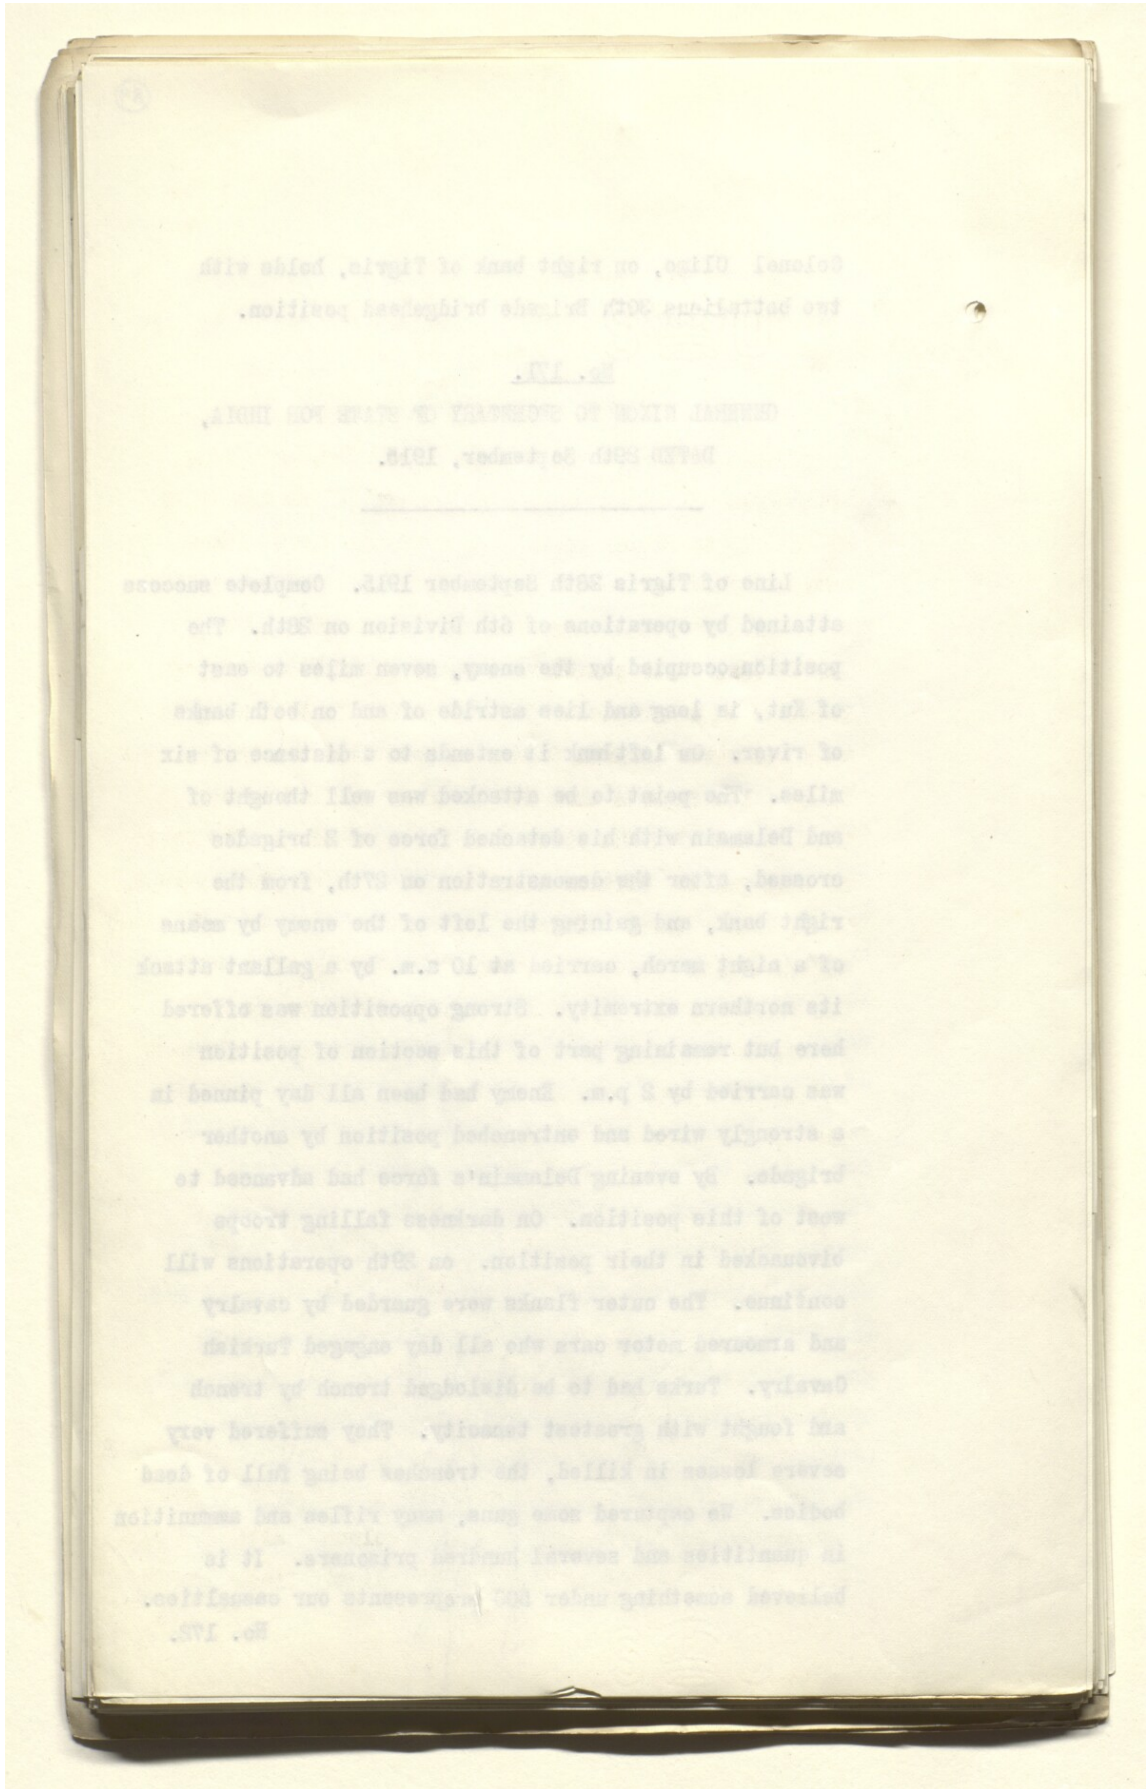 Colonel Climo, on right bank of Tigris, holds with
two battalions 30th Brigade bridgehead position.
No. 171.
GENERAL NIXON TO SECRETARY OF STATE FOR INDIA,
DATED 29th September, 1915.
Line of Tigris 28th September 1915. Complete success
attained by operations of 6th Division on 28th. The
position occupied by the enemy, seven miles to east
of Kut, is long and lies astride of and on both banks
of river. On left bank it extends to a distance of six
miles. The point to be attacked was well thought of
and Delamain with his detached force of 2 brigades
crossed, after the demonstration on 27th, from the
right bank, and gaining the left of the enemy by means
of a night march, carried at 10 a.m. by a gallant attack
its northern extremity. Strong opposition was offered
here but remaining part of this section of position
was carried by 2 p.m. Enemy had been all day pinned in
a strongly wired and entrenched position by another
brigade. By evening Delamain's force had advanced to
west of this position. On darkness falling troops
bivouacked in their position. on 29th operations will
continue. The outer flanks were guarded by cavalry
and armoured motor cars who all day engaged Turkish
Cavalry. Turks had to be dislodged trench by trench
and fought with greatest tenacity. They suffered very
severe losses in killed, the trenches being full of dead
bodies. We captured some guns, many rifles and ammunition
in quantities and several hundred prisoners. It is
believed something under 500 represents our casualties.
No. 172.